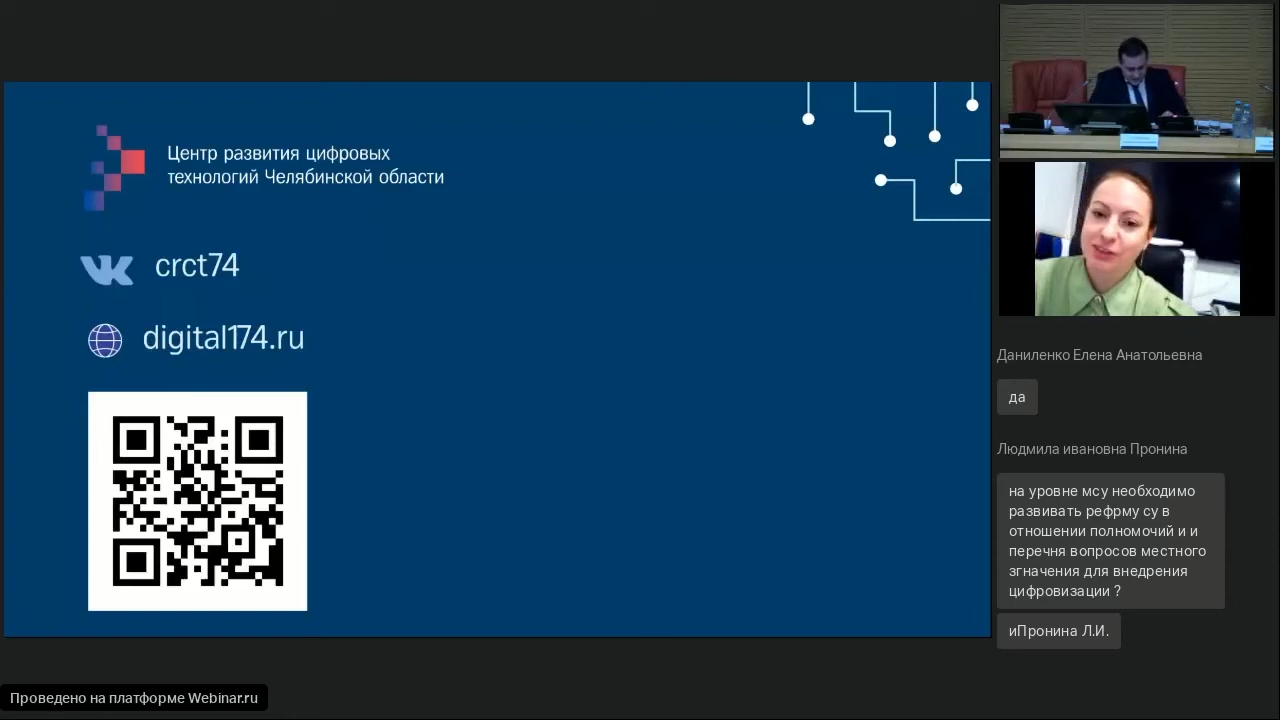 Центр развития цифровых
технологий Челябинской области
crct74
digital174.ru
Даниленко Елена Анатольевна
да
Людмила ивановна Пронина
на уровне мсу необходимо
развивать рефрму су в
отношении полномочий и и
перечня вопросов местного
згначения для внедрения
цифровизации ?
иПронина Л.И.
Проведено на платформе Webinar.ru